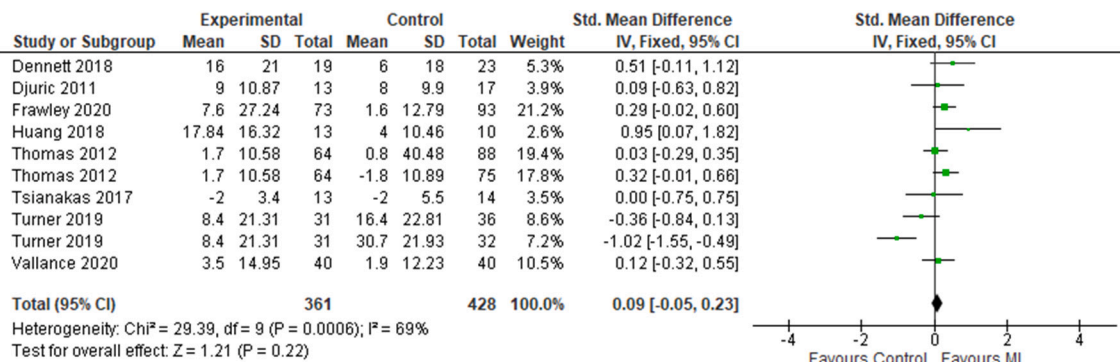 Experimental Control Std. Mean Difference Std. Mean Difference
Study or Subgroup Mean SD Total Mean SD Total Weight IV, Fixed, 95% CI IV, Fixed, 95% CI
Dennett 2018 16 21 19 6 18 23 5.3% 0.51 [-0.11, 1.12]
Djuric 2011 9 10.87 13 8 9.9 17 3.9% 0.09 [-0.63, 0.82]
Frawley 2020 7.6 27.24 73 1.6 12.79 93 21.2% 0.29 [-0.02, 0.60]
Huang 2018 17.84 16.32 13 4 10.46 10 2.6% 0.95 [0.07, 1.82]
Thomas 2012 1.7 10.58 64 0.8 40.48 88 19.4% 0.03 [-0.29, 0.35]
Thomas 2012 1.7 10.58 64 -1.8 10.89 75 17.8% 0.32 [-0.01, 0.66]
Tsianakas 2017 -2 3.4 13 -2 5.5 14 3.5% 0.00 [-0.75, 0.75]
Turner 2019 8.4 21.31 31 16.4 22.81 36 8.6% -0.36 [-0.84, 0.13]
Turner 2019 8.4 21.31 31 30.7 21.93 32 7.2% -1.02 [-1.55, -0.49]
Vallance 2020 3.5 14.95 40 1.9 12.23 40 10.5% 0.12 [-0.32, 0.55]
Total (95% CI) 361 428 100.0% 0.09 [-0.05, 0.23]
Heterogeneity: Chi² = 29.39, df = 9 (P = 0.0006); I² = 69%
Test for overall effect: Z = 1.21 (P = 0.22)
-4 -2 0 2 4
Favours Control Favours MI